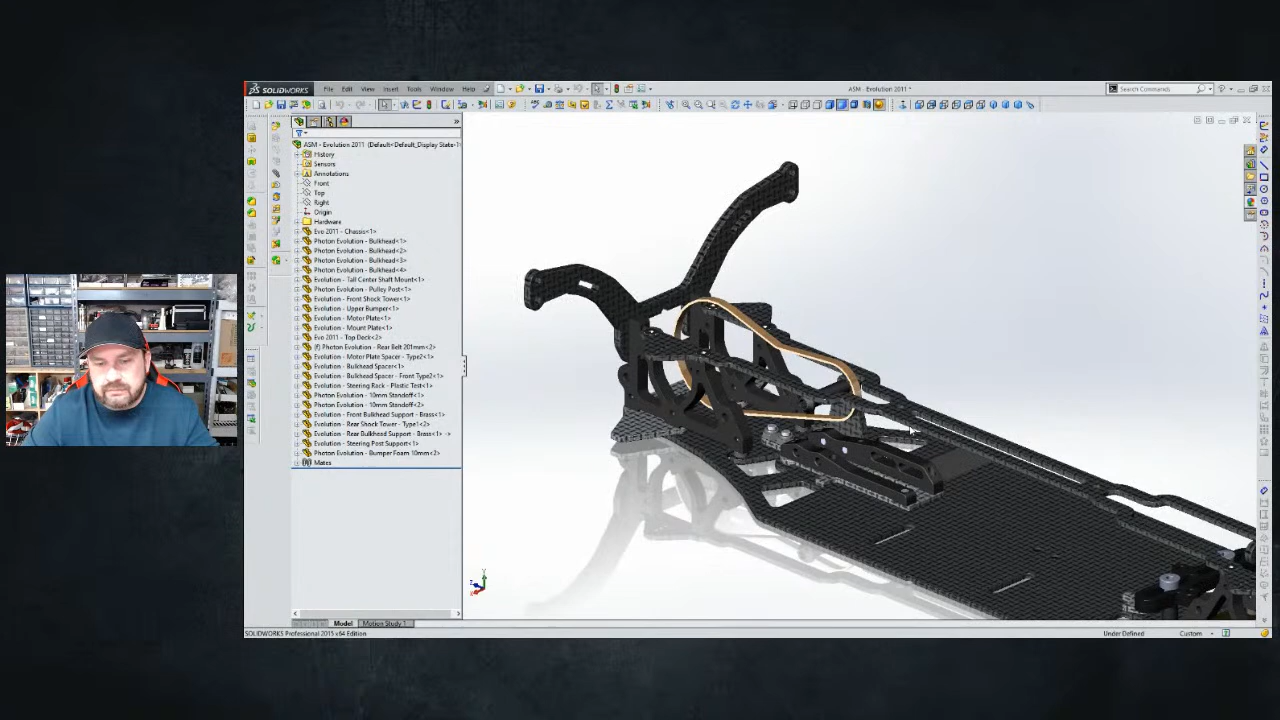 SOLIDWORKS File Edit View Insert Tools Window Help ASM - Evolution 2011 * Search Commands
ASM - Evolution 2011 (Default<Default_Display State-1
History
Sensors
Annotations
Front
Top
Right
Origin
Hardware
Evo 2011 - Chassis<1>
Photon Evolution - Bulkhead<1>
Photon Evolution - Bulkhead<2>
Photon Evolution - Bulkhead<3>
Photon Evolution - Bulkhead<4>
Evolution - Tall Center Shaft Mount<1>
Photon Evolution - Pulley Post<1>
Evolution - Front Shock Tower<1>
Evolution - Upper Bumper<1>
Evolution - Motor Plate<1>
Evolution - Mount Plate<1>
Evo 2011 - Top Deck<2>
(f) Photon Evolution - Rear Belt 201mm<2>
Evolution - Motor Plate Spacer - Type2<1>
Evolution - Bulkhead Spacer<1>
Evolution - Bulkhead Spacer - Front Type2<1>
Evolution - Steering Rack - Plastic Test<1>
Photon Evolution - 10mm Standoff<1>
Photon Evolution - 10mm Standoff<2>
Evolution - Front Bulkhead Support - Brass<1>
Evolution - Rear Shock Tower - Type1<2>
Evolution - Rear Bulkhead Support - Brass<1> ->
Evolution - Steering Post Support<1>
Photon Evolution - Bumper Foam 10mm<2>
Mates
Model Motion Study 1
SOLIDWORKS Professional 2015 x64 Edition Under Defined Custom